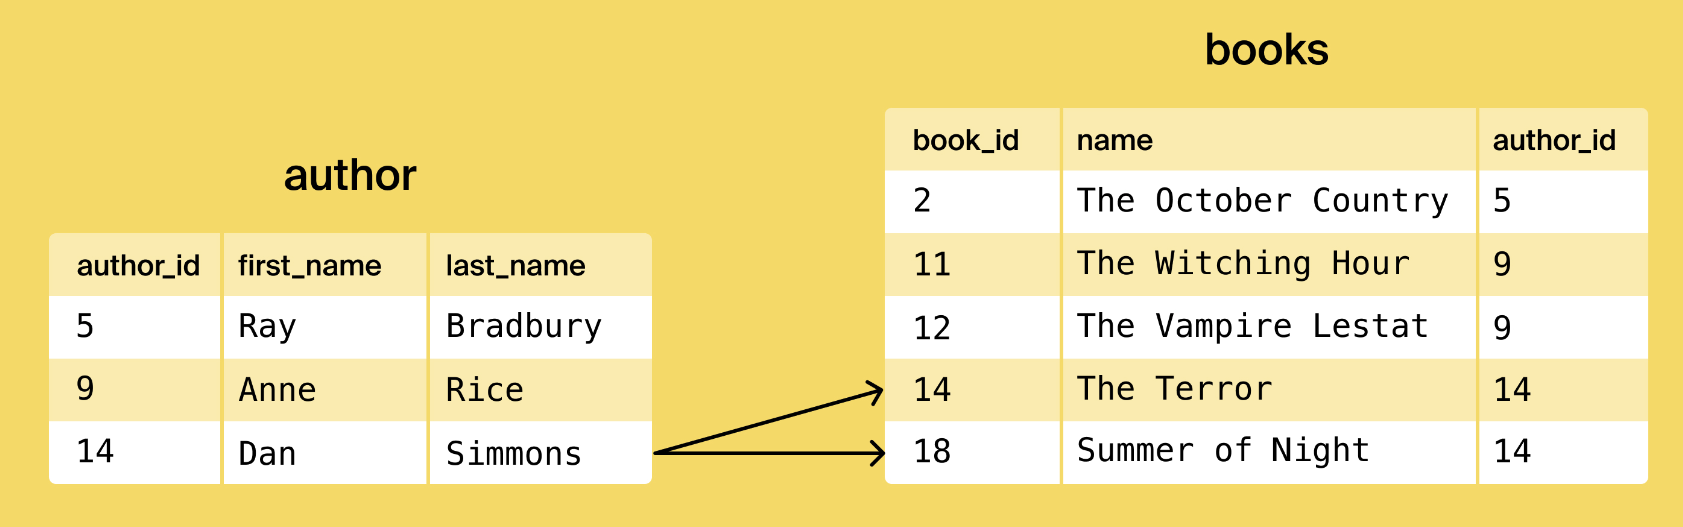 author
author_id first_name last_name
5 Ray Bradbury
9 Anne Rice
14 Dan Simmons
books
book_id name author_id
2 The October Country 5
11 The Witching Hour 9
12 The Vampire Lestat 9
14 The Terror 14
18 Summer of Night 14